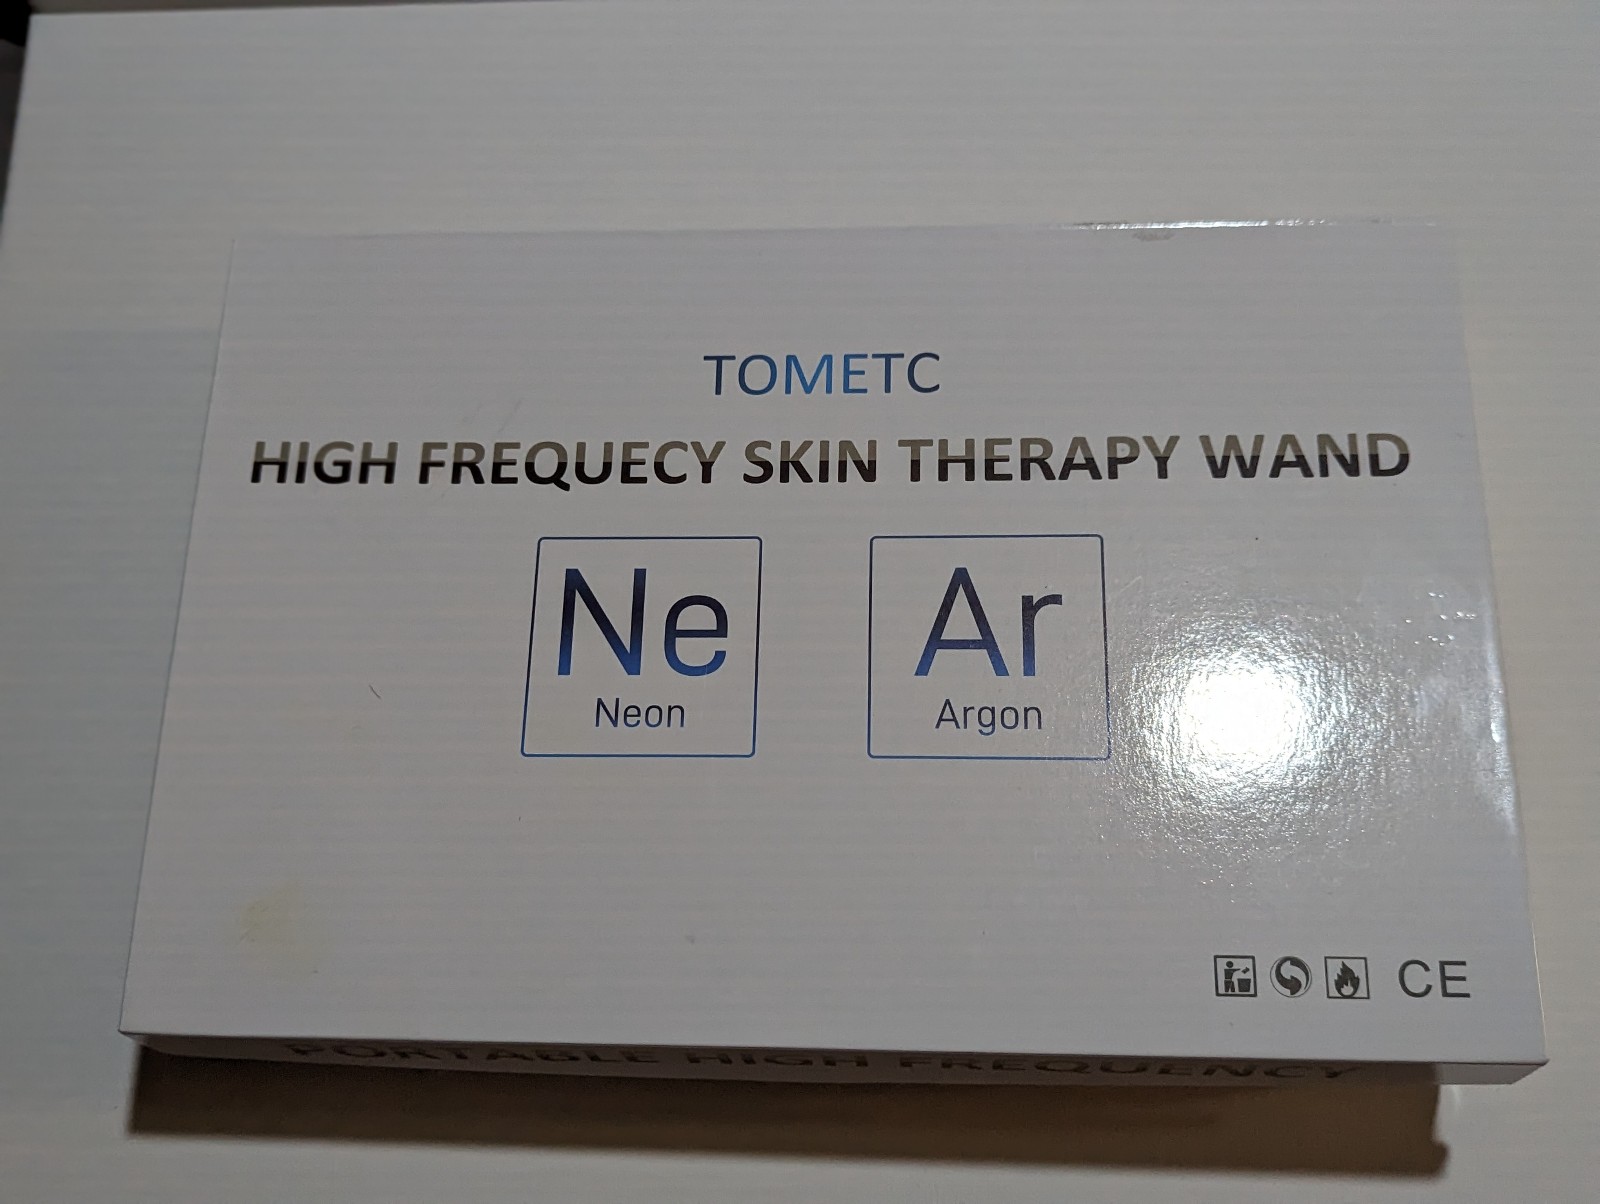 TOMETC
HIGH FREQUECY SKIN THERAPY WAND
Ne
Neon
Ar
Argon
CE
PORTABLE HIGH FREQUENCY